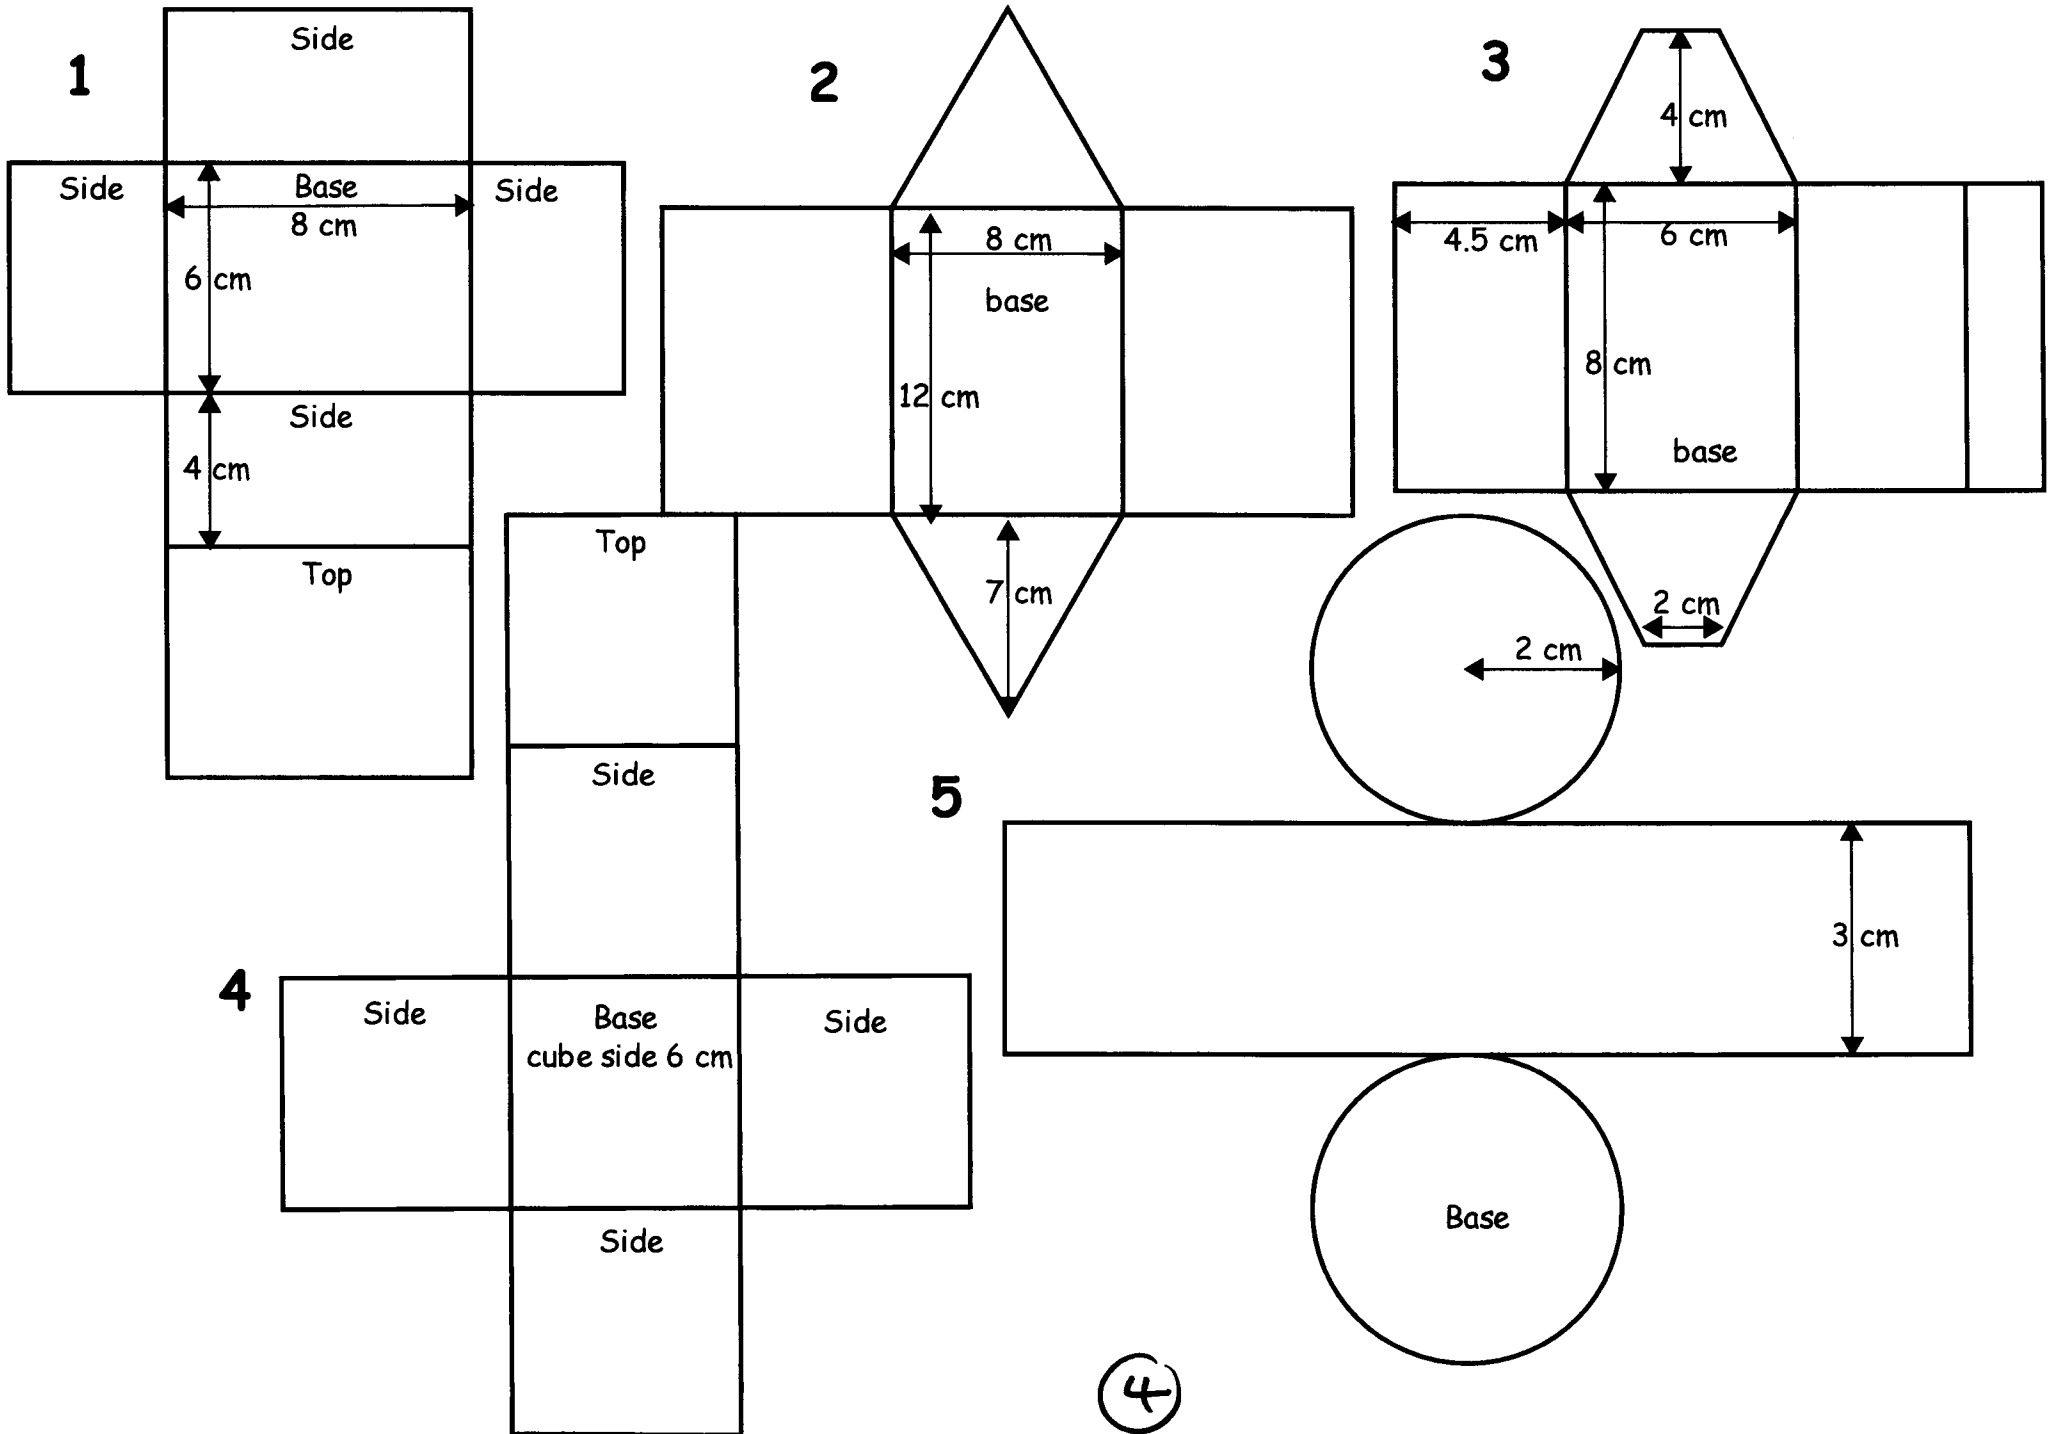 1
Side
Side
Base
Side
8 cm
6 cm
Side
4 cm
Top
2
8 cm
base
12 cm
7 cm
3
4 cm
4.5 cm
6 cm
8 cm
base
2 cm
4
Top
Side
Side
Base
cube side 6 cm
Side
Side
5
2 cm
3 cm
Base
4